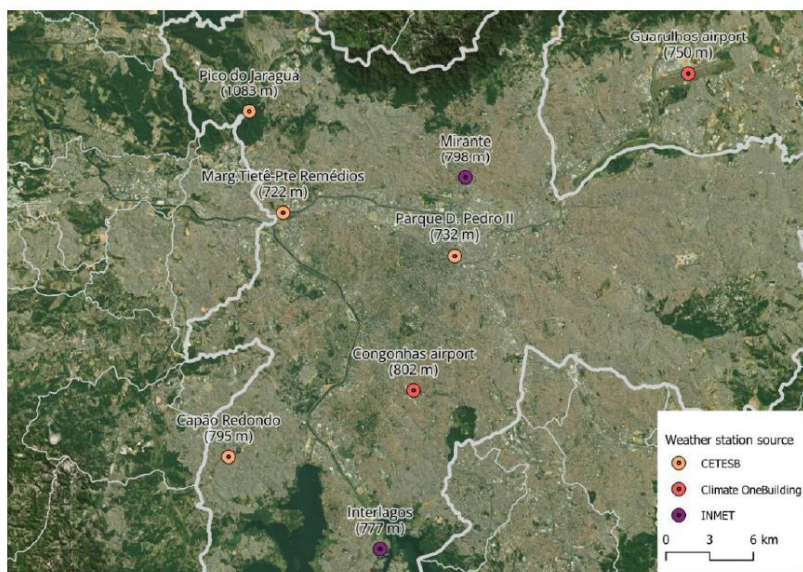 Guarulhos airport
(750 m)
Pico do Jaraguá
(1083 m)
Mirante
(798 m)
Marg.Tietê-Pte Remédios
(722 m)
Parque D. Pedro II
(732 m)
Congonhas airport
(802 m)
Capão Redondo
(795 m)
Interlagos
(777 m)
Weather station source
CETESB
Climate OneBuilding
INMET
0 3 6 km